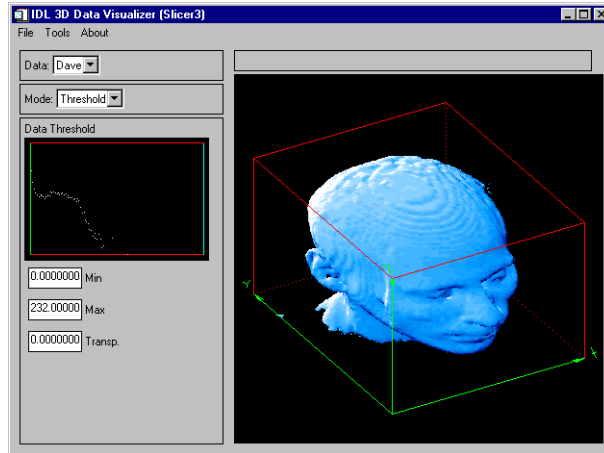 IDL 3D Data Visualizer (Slicer3)
File Tools About
Data: Dave
Mode: Threshold
Data Threshold
0.0000000 Min
232.00000 Max
0.0000000 Transp.
Y
X